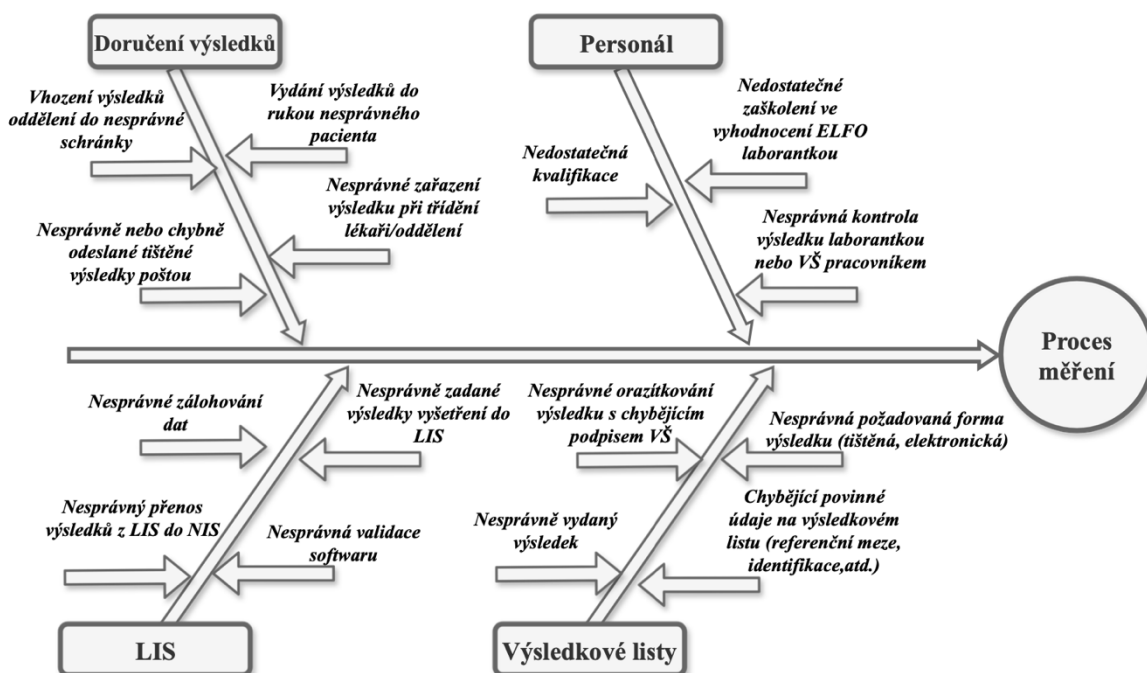 Doručení výsledků
Vhození výsledků
oddělení do nesprávné
schránky
Vydání výsledků do
rukou nesprávného
pacienta
Nesprávně nebo chybně
odeslané tištěné
výsledky poštou
Nesprávné zařazení
výsledku při třídění
lékaři/oddělení
Personál
Nedostatečná
kvalifikace
Nedostatečné
zaškolení ve
vyhodnocení ELFO
laborantkou
Nesprávná kontrola
výsledku laborantkou
nebo VŠ pracovníkem
Proces
měření
Nesprávné zálohování
dat
Nesprávně zadané
výsledky vyšetření do
LIS
Nesprávný přenos
výsledků z LIS do NIS
Nesprávná validace
softwaru
LIS
Nesprávné orazítkování
výsledku s chybějícím
podpisem VŠ
Nesprávná požadovaná forma
výsledku (tištěná, elektronická)
Nesprávně vydaný
výsledek
Chybějící povinné
údaje na výsledkovém
listu (referenční meze,
identifikace,atd.)
Výsledkové listy